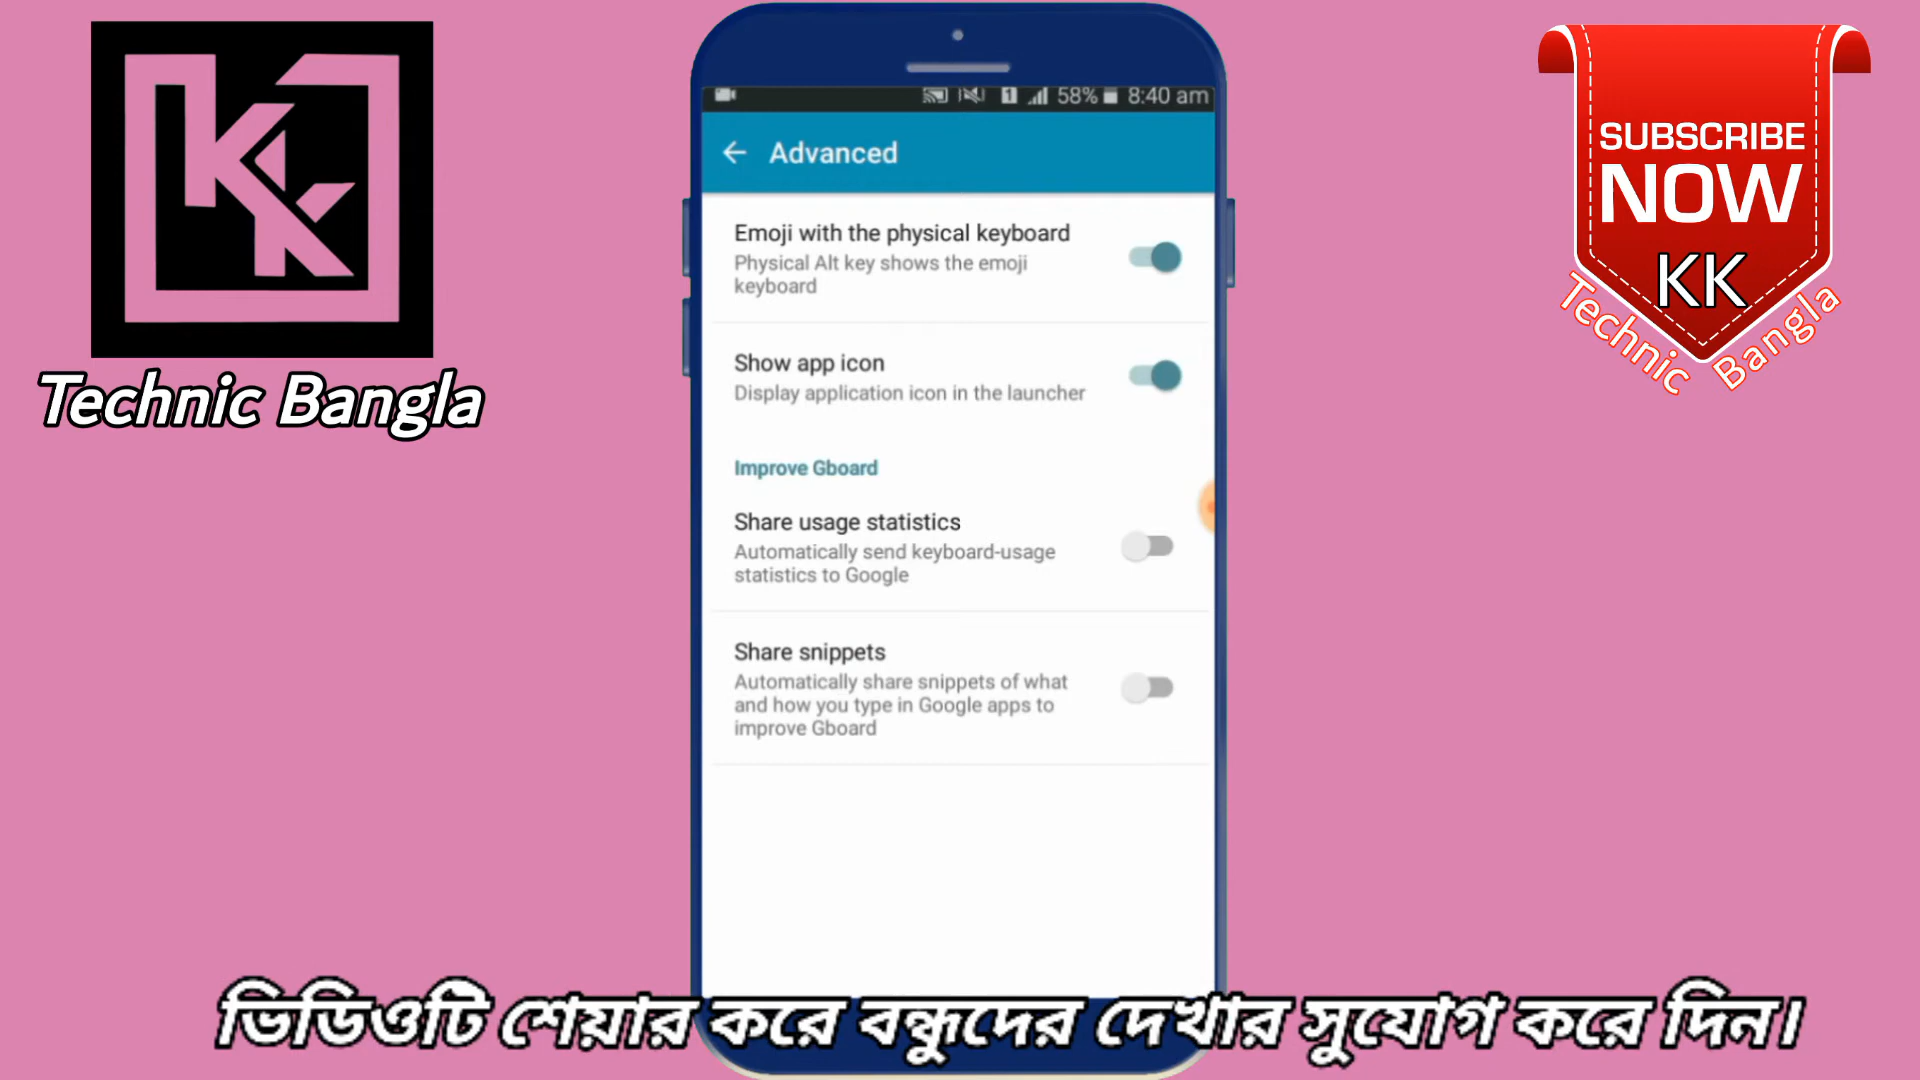 KK
Technic Bangla
58% 8:40 am
Advanced
Emoji with the physical keyboard
Physical Alt key shows the emoji
keyboard
Show app icon
Display application icon in the launcher
Improve Gboard
Share usage statistics
Automatically send keyboard-usage
statistics to Google
Share snippets
Automatically share snippets of what
and how you type in Google apps to
improve Gboard
SUBSCRIBE
NOW
KK
Technic Bangla
ভিডিওটি শেয়ার করে বন্ধুদের দেখার সুযোগ করে দিন।